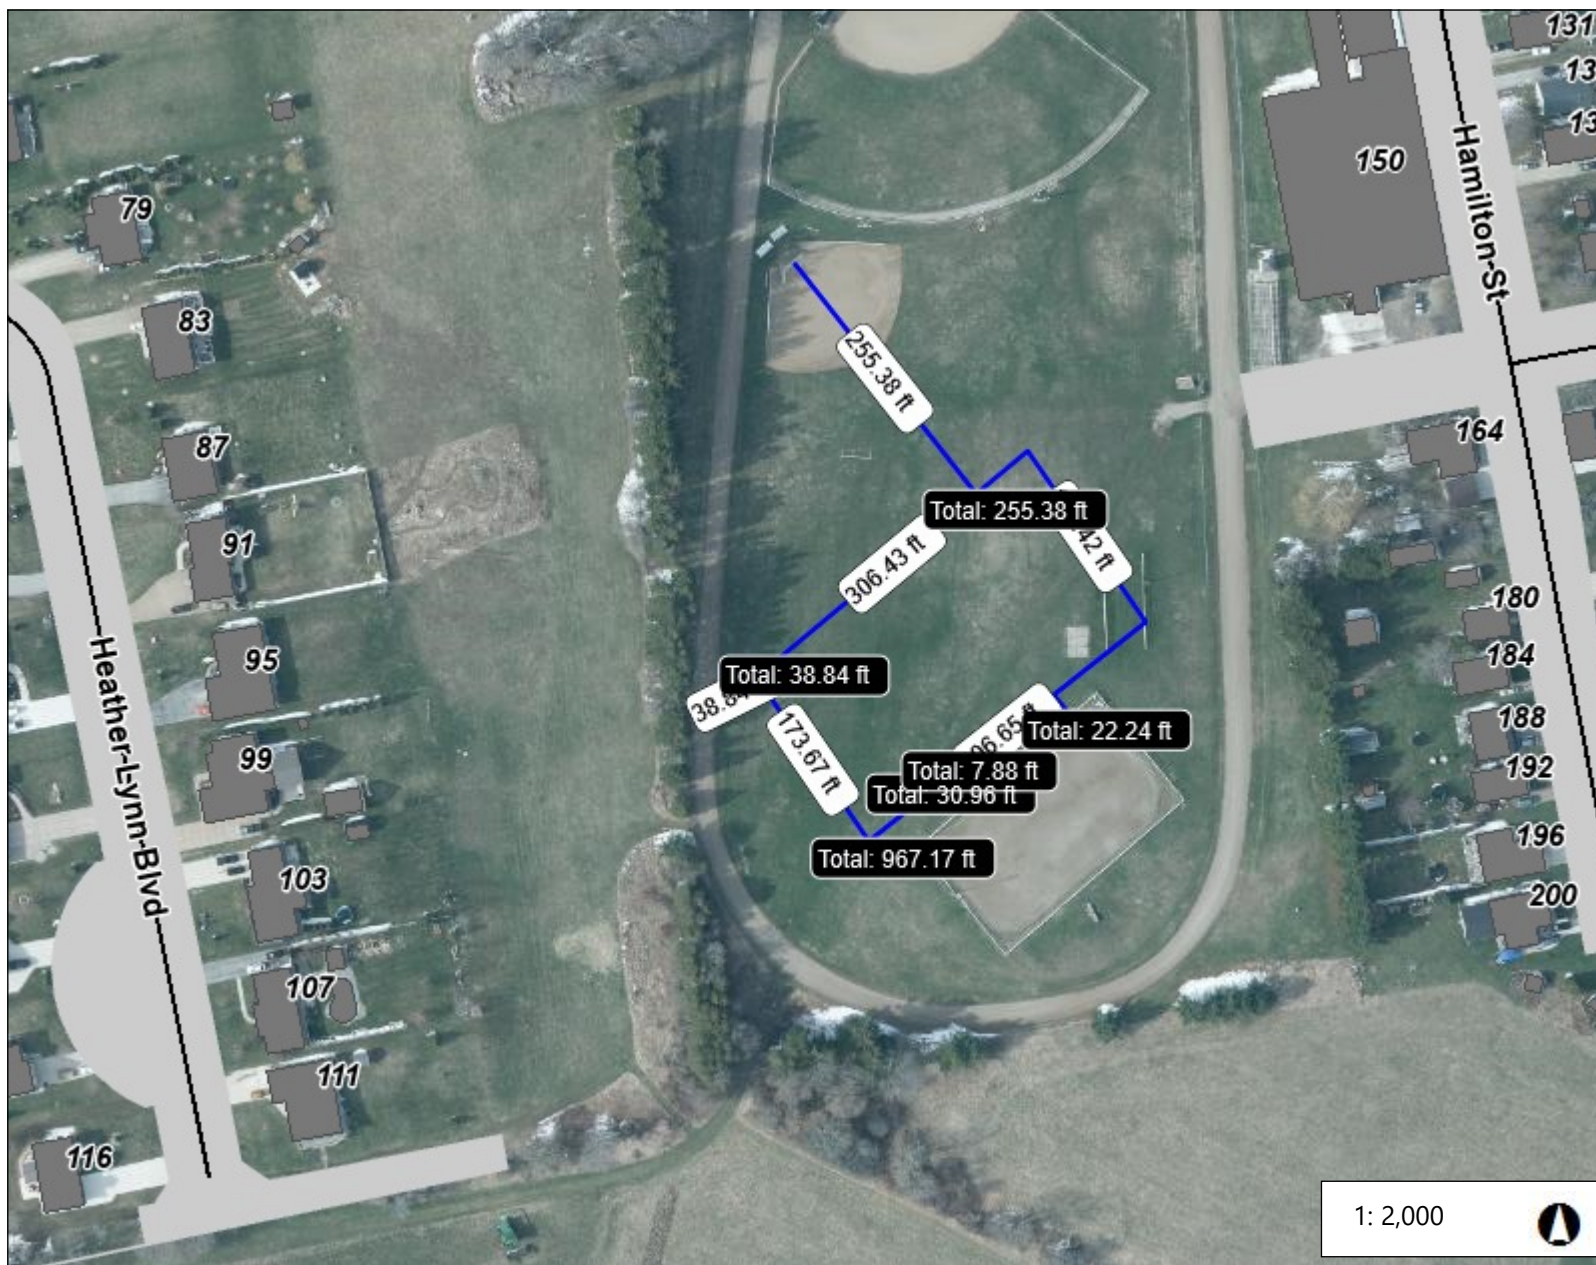 131
150
79
Hamilton-St
83
255.38 ft
164
87
Total: 255.38 ft
91
42 ft
306.43 ft
180
Heather-Lynn-Blvd
95
184
Total: 38.84 ft
188
Total: 22.24 ft
173.67 ft
99
Total: 7.88 ft
192
Total: 30.96 ft
196
Total: 967.17 ft
103
200
107
111
116
1: 2,000